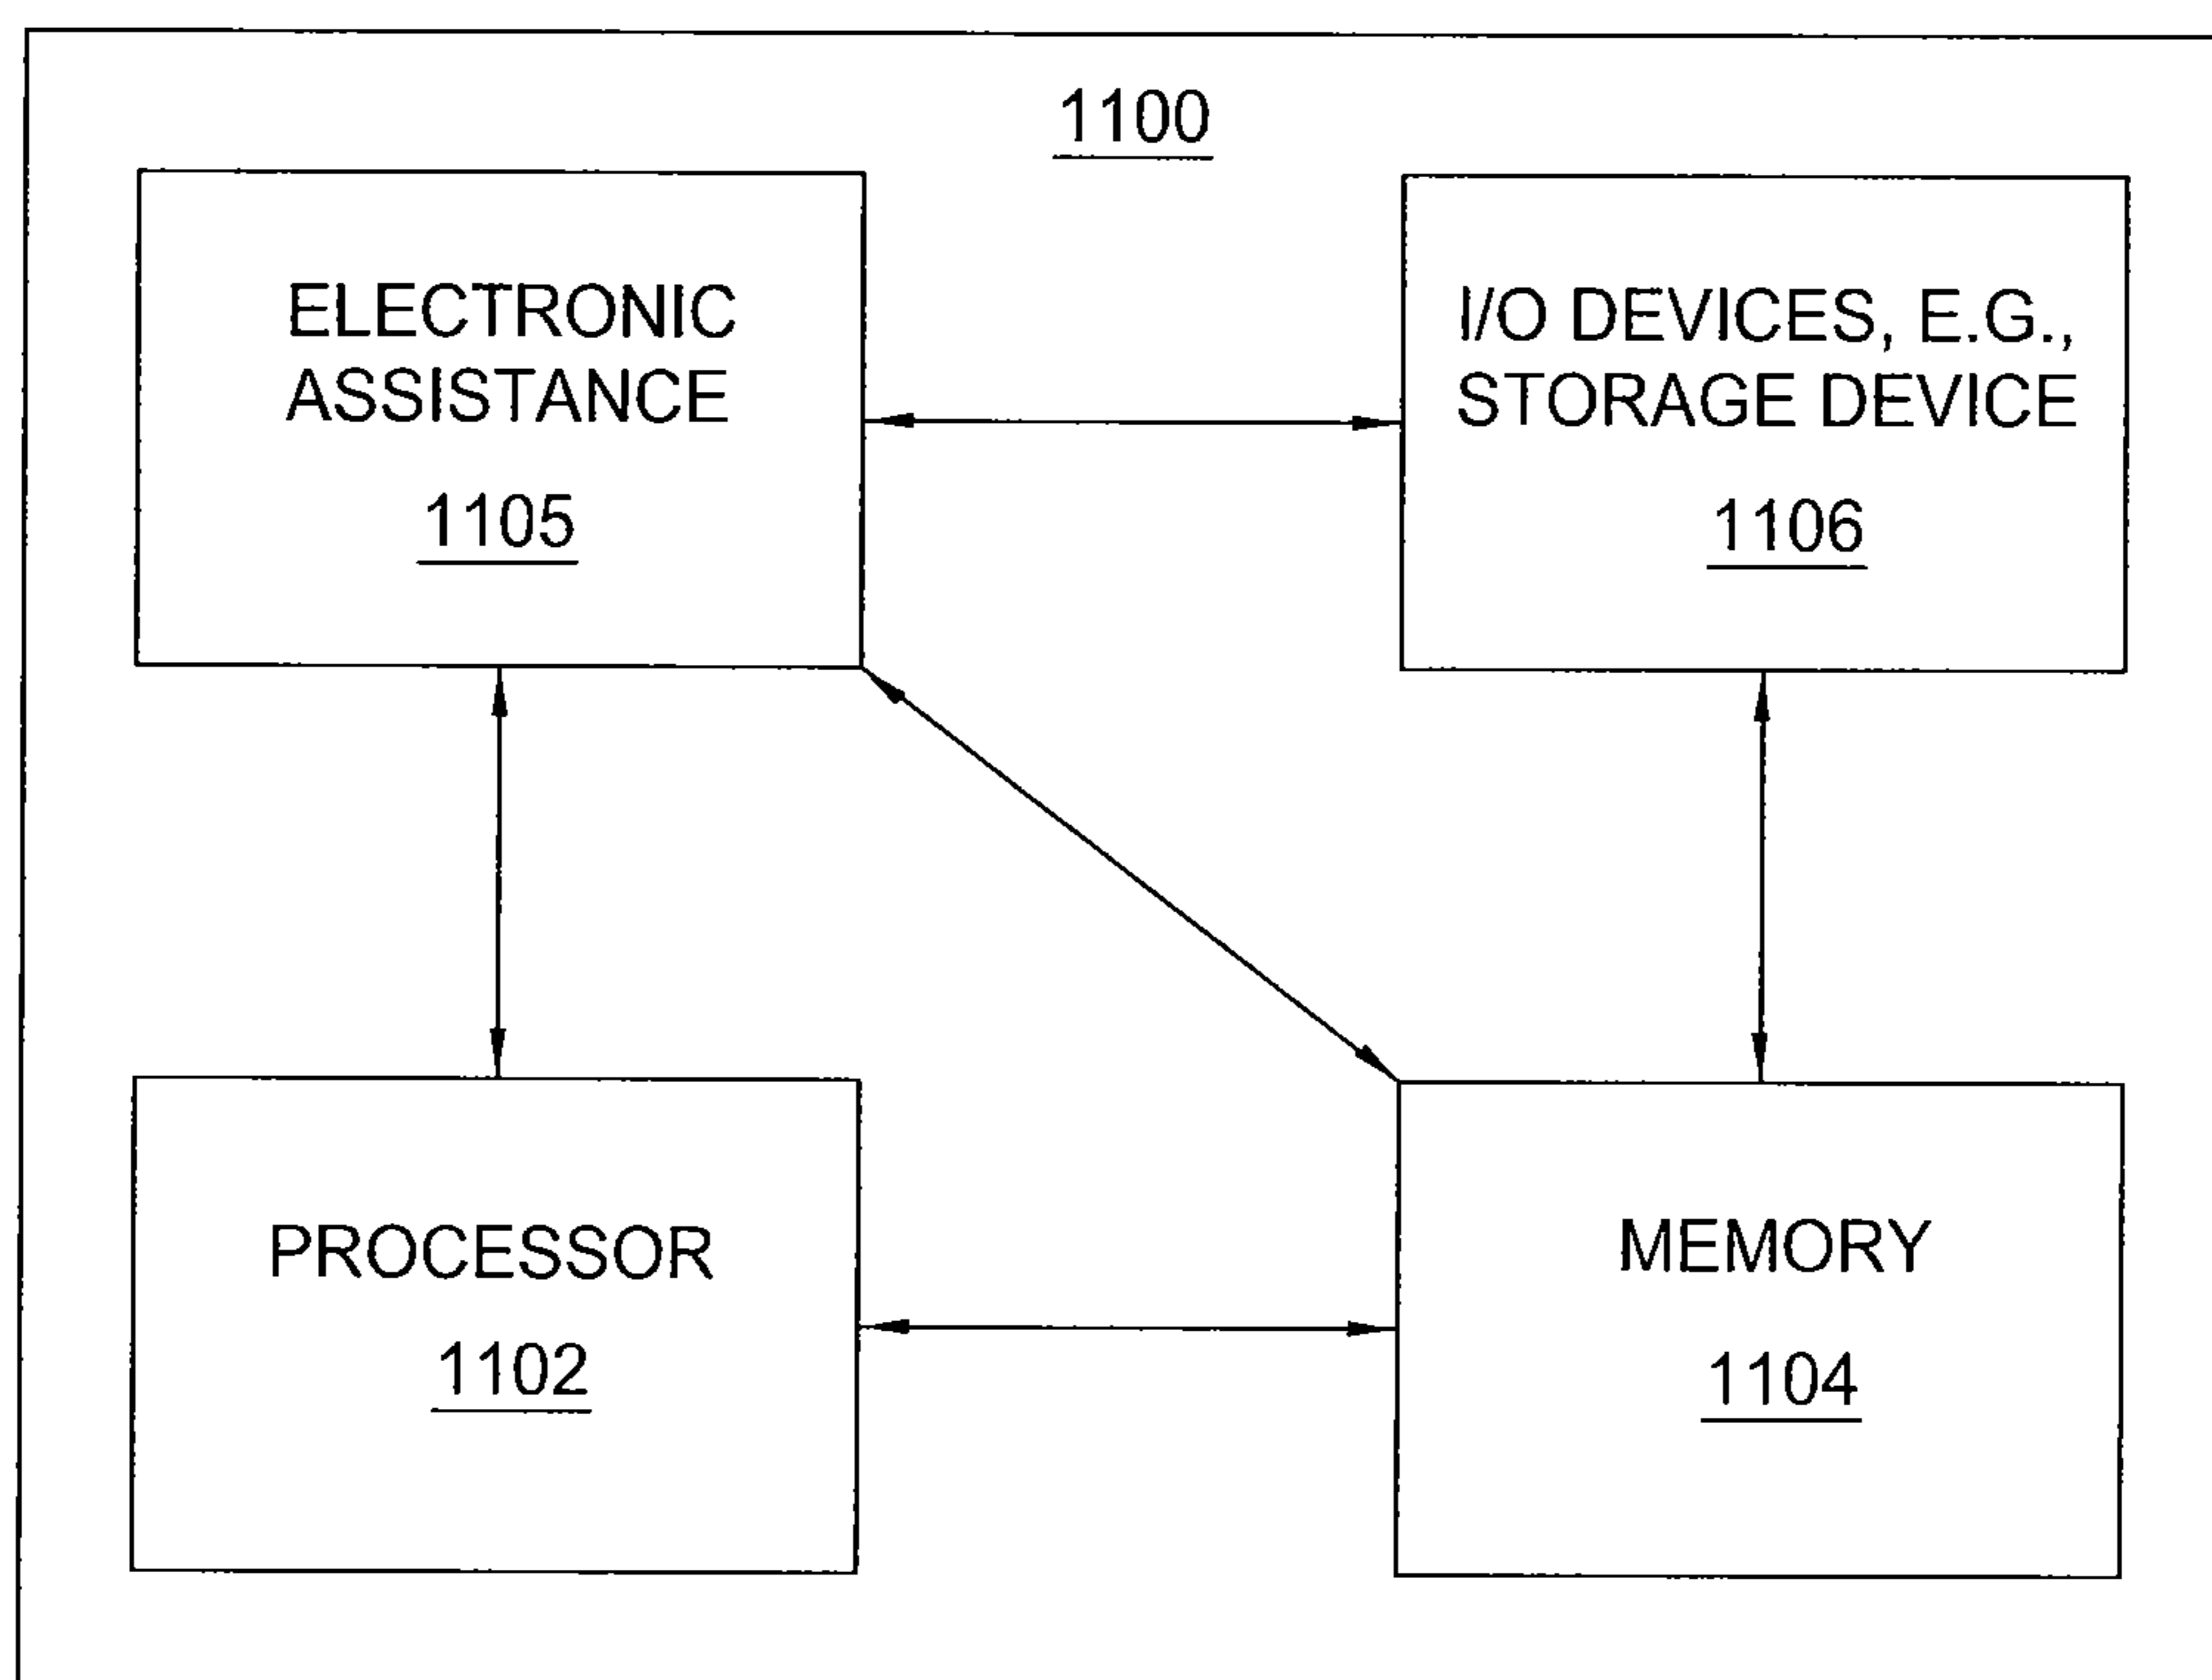 1100
ELECTRONIC
ASSISTANCE
1105
I/O DEVICES, E.G.,
STORAGE DEVICE
1106
PROCESSOR
1102
MEMORY
1104